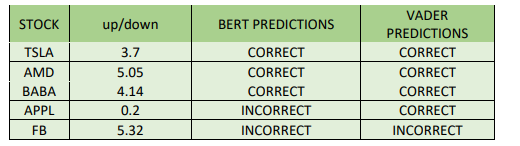 STOCK up/down BERT PREDICTIONS VADER PREDICTIONS
TSLA 3.7 CORRECT CORRECT
AMD 5.05 CORRECT CORRECT
BABA 4.14 CORRECT CORRECT
APPL 0.2 INCORRECT CORRECT
FB 5.32 INCORRECT INCORRECT